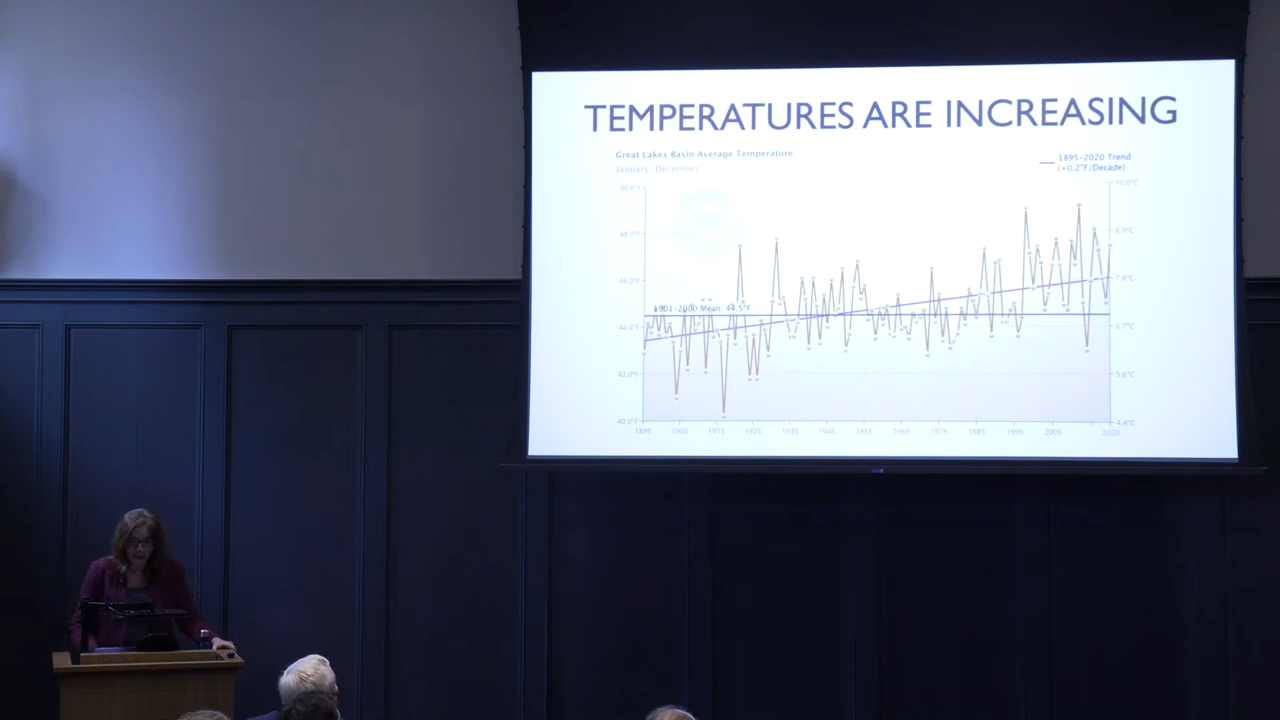 TEMPERATURES ARE INCREASING
Great Lakes Basin Average Temperature
January-December
1895-2020 Trend
(+0.2°F/Decade)
50.0°F
10.0°C
48.0°F
8.9°C
46.0°F
7.8°C
1901-2000 Mean: 44.5°F
44.0°F
6.7°C
42.0°F
5.6°C
40.0°F
4.4°C
1895 1905 1915 1925 1935 1945 1955 1965 1975 1985 1995 2005 2020